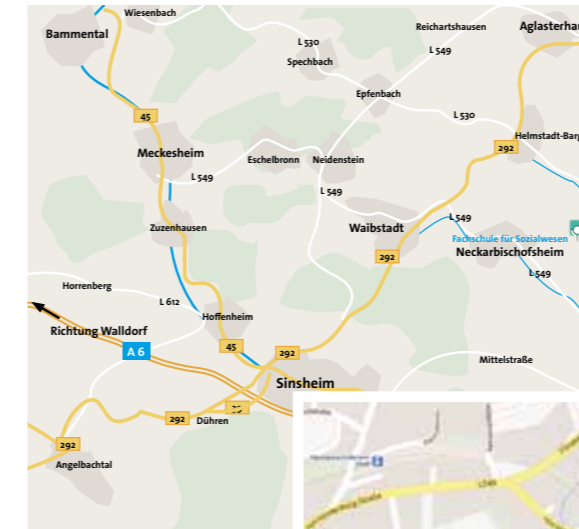 Wiesenbach
Bammental
Reichartshausen
Aglasterhau
L 530
L 549
Spechbach
Epfenbach
45
L 530
292
Helmstadt-Barg
Meckesheim
Eschelbronn
Neidenstein
L 549
L 549
Zuzenhausen
Waibstadt
L 549
Fachschule für Sozialwesen
Neckarbischofsheim
292
L 549
Horrenberg
L 612
Hoffenheim
Richtung Walldorf
A 6
45
292
Mittelstraße
Sinsheim
292
Dühren
292
Angelbachtal
L549